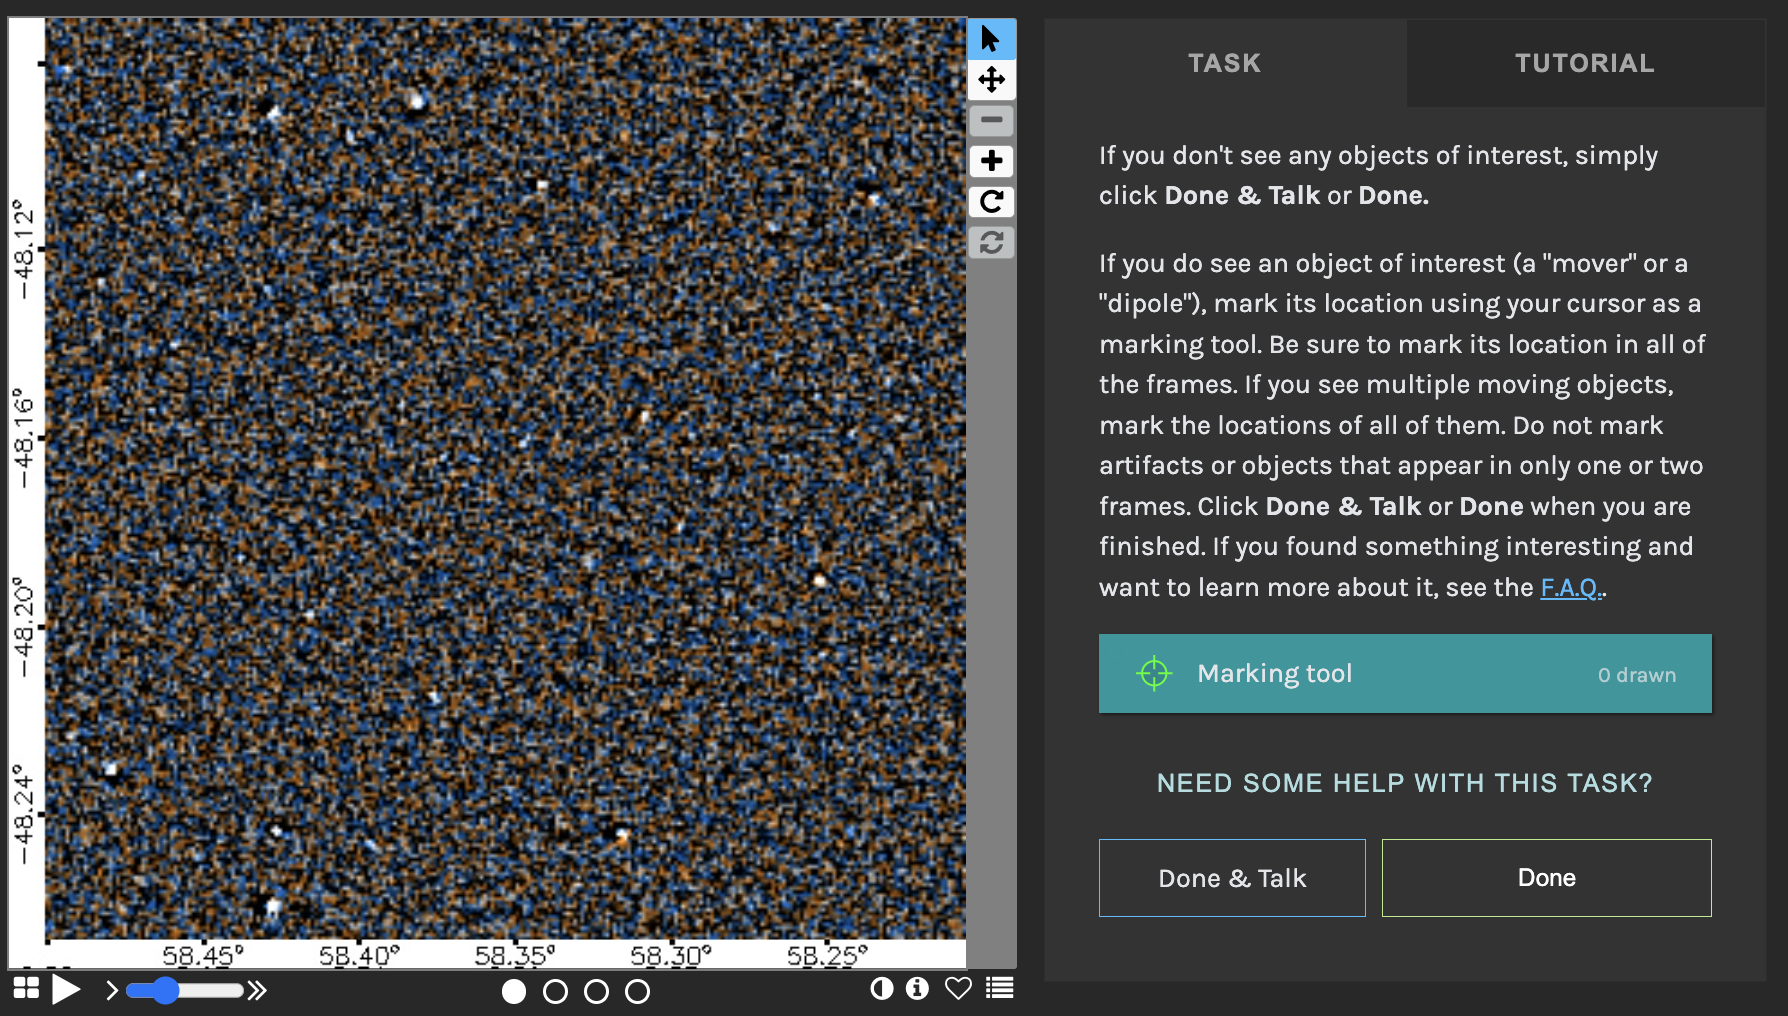 TASK
TUTORIAL
If you don't see any objects of interest, simply
click Done & Talk or Done.
If you do see an object of interest (a "mover" or a
"dipole"), mark its location using your cursor as a
marking tool. Be sure to mark its location in all of
the frames. If you see multiple moving objects,
mark the locations of all of them. Do not mark
artifacts or objects that appear in only one or two
frames. Click Done & Talk or Done when you are
finished. If you found something interesting and
want to learn more about it, see the F.A.Q..
Marking tool
0 drawn
NEED SOME HELP WITH THIS TASK?
Done & Talk
Done
−48.12°
−48.16°
−48.20°
−48.24°
58.45°
58.40°
58.35°
58.30°
58.25°